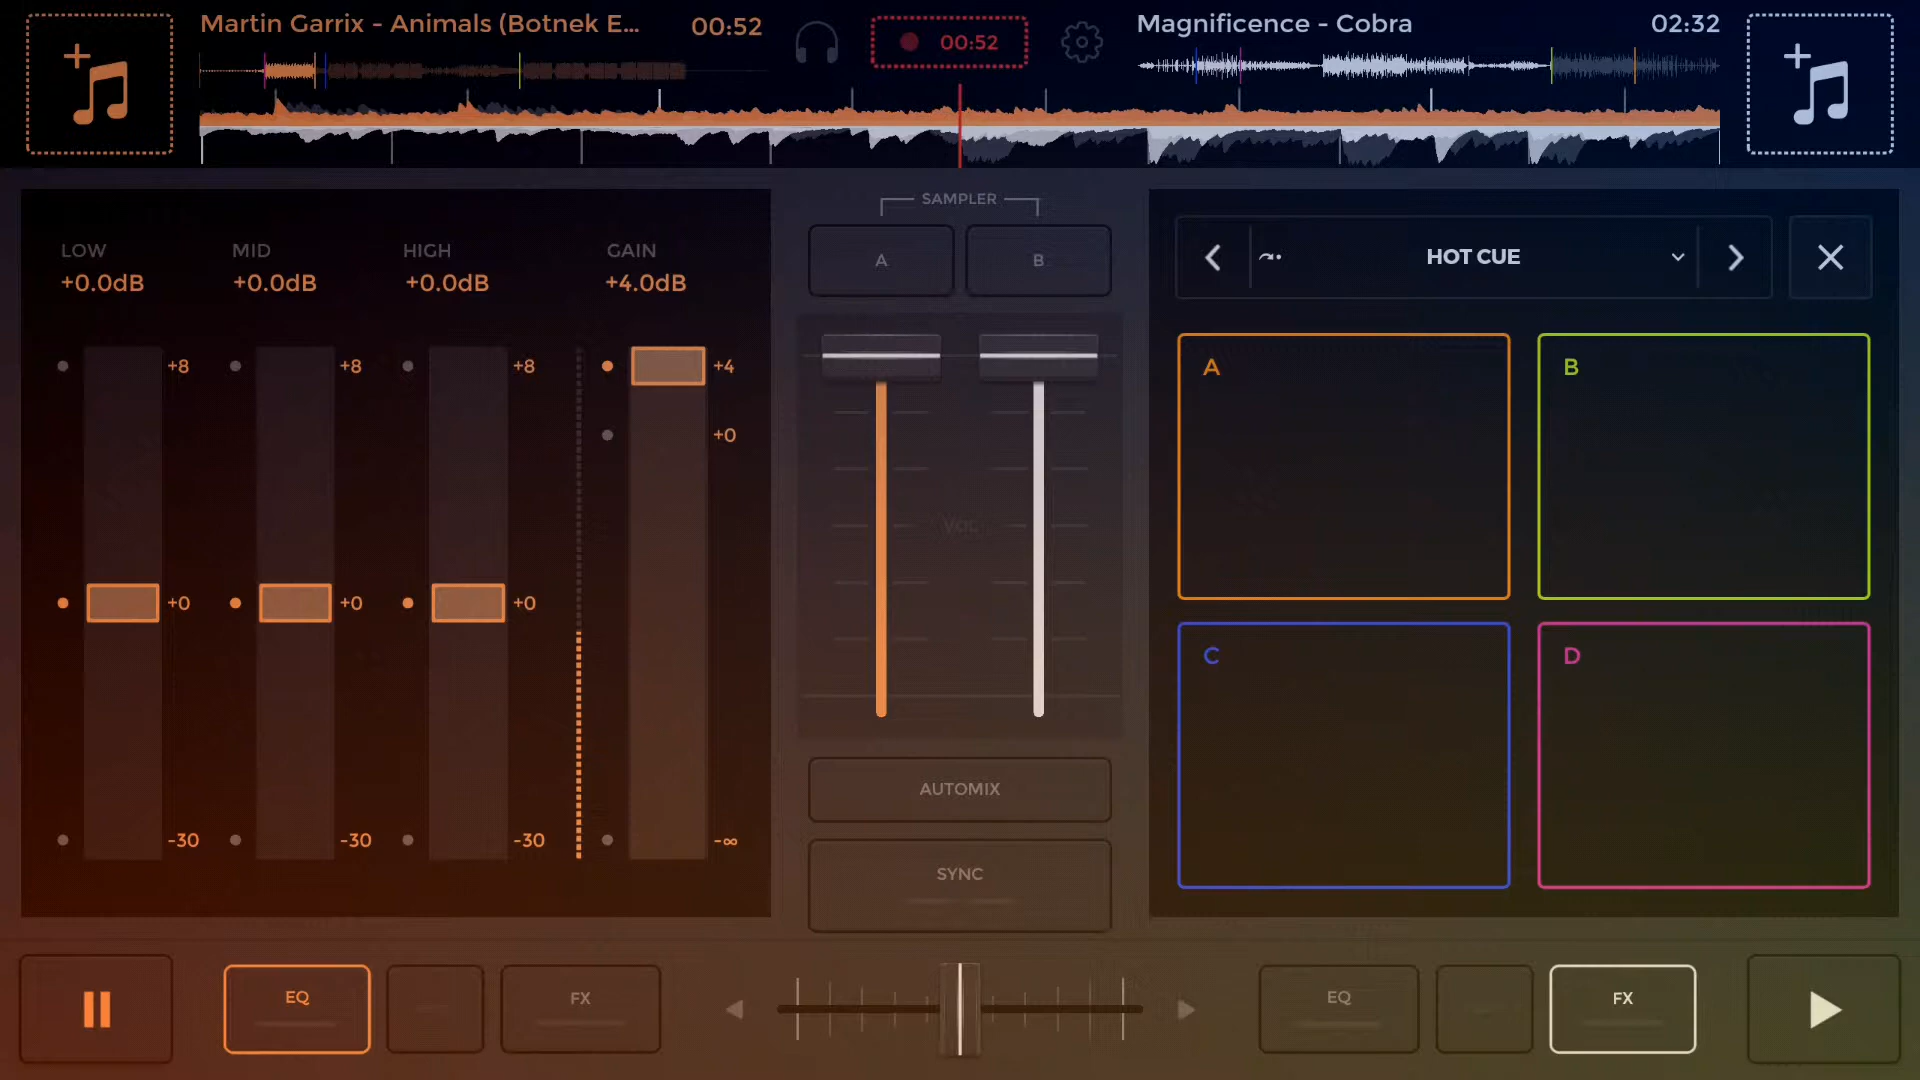 Martin Garrix - Animals (Botnek E...
00:52
00:52
Magnificence - Cobra
02:32
SAMPLER
A
B
LOW
+0.0dB
MID
+0.0dB
HIGH
+0.0dB
GAIN
+4.0dB
+8
+8
+8
+4
+0
+0
+0
+0
-30
-30
-30
-∞
VOL
AUTOMIX
SYNC
HOT CUE
A
B
C
D
EQ
FX
EQ
FX